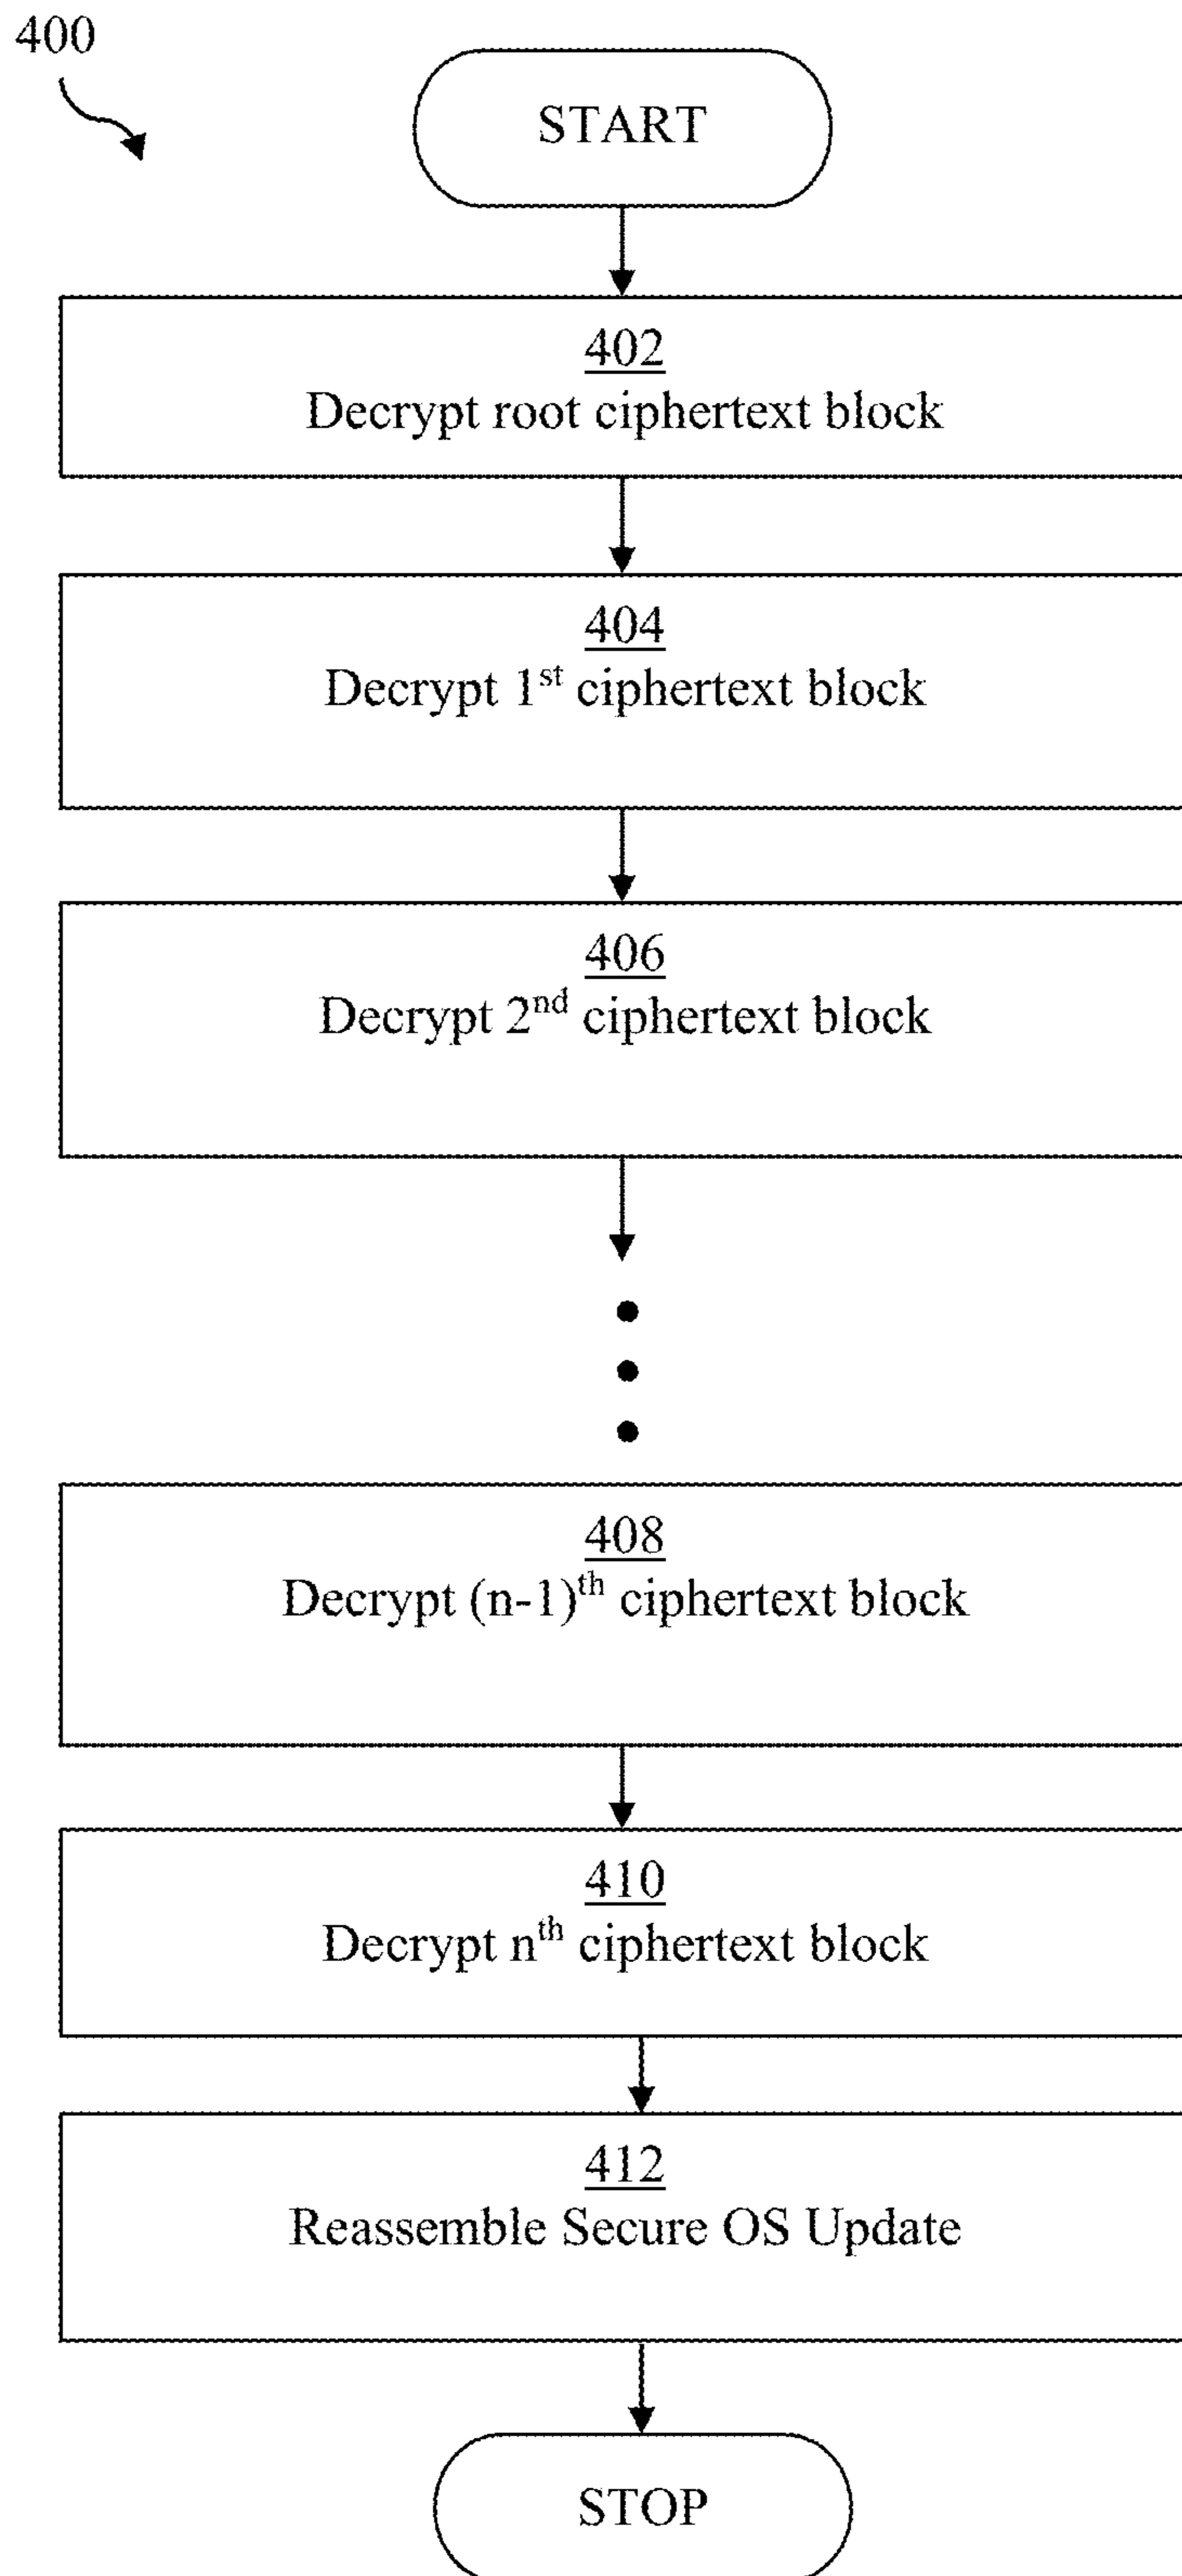 400
START
402
Decrypt root ciphertext block
404
Decrypt 1st ciphertext block
406
Decrypt 2nd ciphertext block
408
Decrypt (n-1)th ciphertext block
410
Decrypt nth ciphertext block
412
Reassemble Secure OS Update
STOP